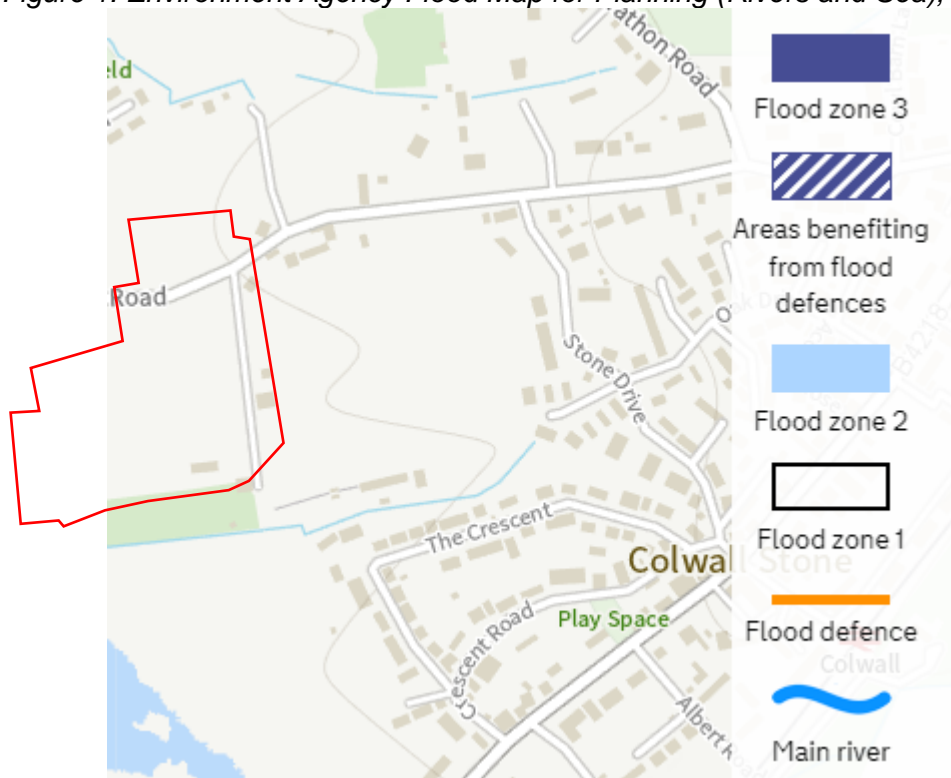 Figure 1: Environment Agency Flood Map for Planning (Rivers and Sea),
athon Road
eld
Road
Stone Drive
The Crescent
Colwall Stone
Play Space
Crescent Road
Albert
B4218
Colwall
Flood zone 3
Areas benefiting
from flood
defences
Flood zone 2
Flood zone 1
Flood defence
Main river